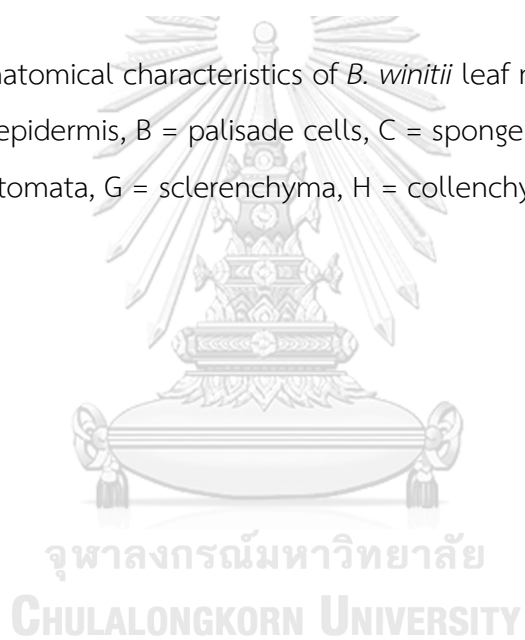 natomical characteristics of B. winitii leaf
epidermis, B = palisade cells, C = sponge
tomata, G = sclerenchyma, H = collenchy
จุฬาลงกรณ์มหาวิทยาลัย
CHULALONGKORN UNIVERSITY